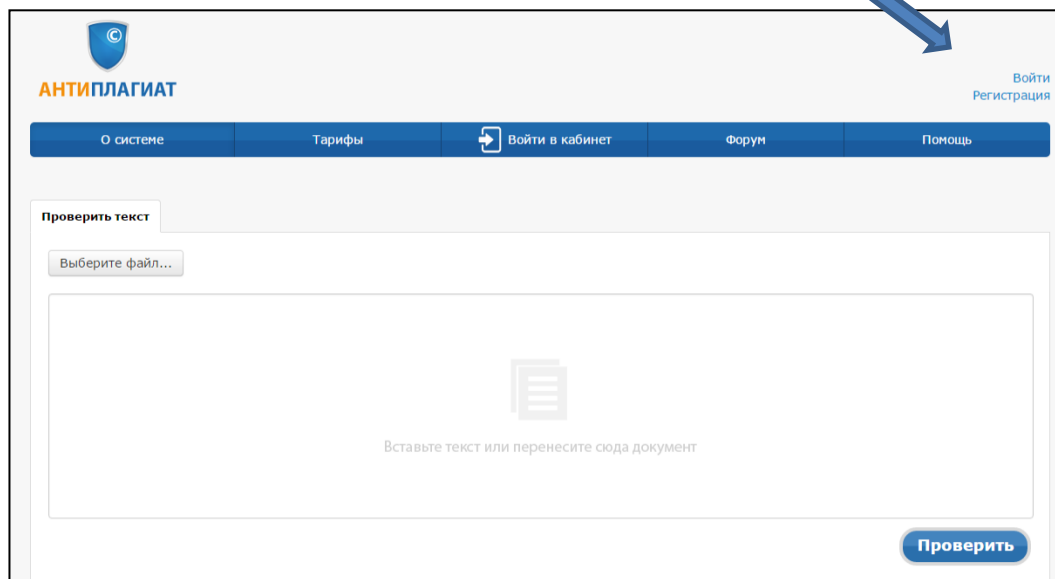 ©
АНТИПЛАГИАТ
Войти
Регистрация
О системе Тарифы Войти в кабинет Форум Помощь
Проверить текст
Выберите файл...
Вставьте текст или перенесите сюда документ
Проверить